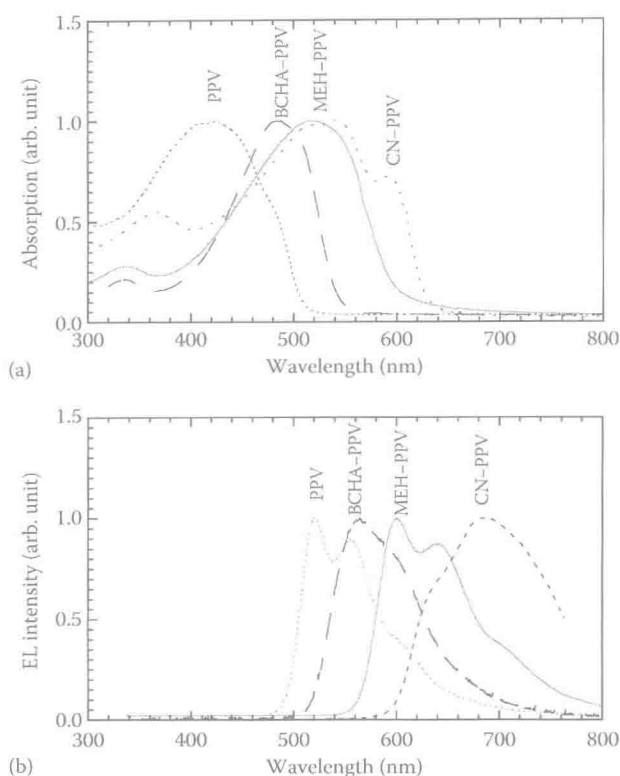 1.5
1.0
0.5
0.0
Absorption (arb. unit)
PPV
BCHA–PPV
MEH–PPV
CN–PPV
300 400 500 600 700 800
Wavelength (nm)
(a)
1.5
1.0
0.5
0.0
EL intensity (arb. unit)
PPV
BCHA–PPV
MEH–PPV
CN–PPV
300 400 500 600 700 800
Wavelength (nm)
(b)